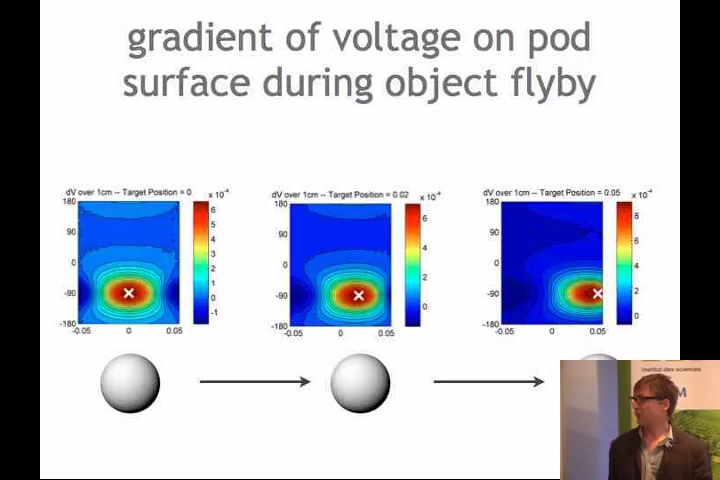 gradient of voltage on pod
surface during object flyby
dV over 1cm -- Target Position = 0
x 10⁻⁴
180
90
0
-90
-180
-0.05 0 0.05
6
5
4
3
2
1
0
-1
dV over 1cm -- Target Position = 0.02
x 10⁻⁴
180
90
0
-90
-180
-0.05 0 0.05
6
4
2
0
dV over 1cm -- Target Position = 0.05
x 10⁻⁴
180
90
0
-90
-180
-0.05 0 0.05
8
6
4
2
0
institut des sciences
M